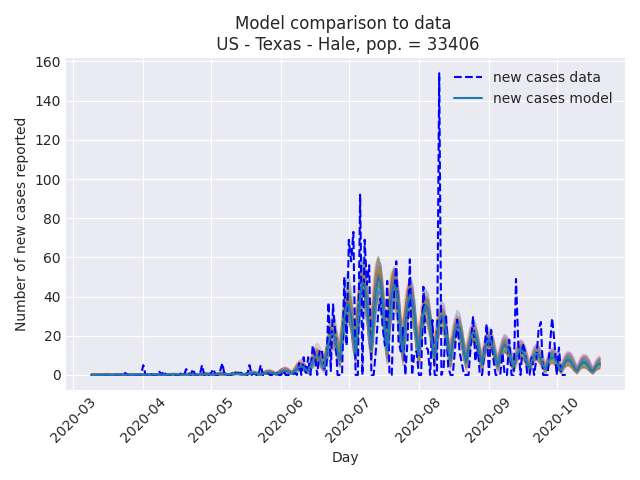 Model comparison to data
US - Texas - Hale, pop. = 33406
160
140
120
100
80
60
40
20
0
Number of new cases reported
new cases data
new cases model
2020-03
2020-04
2020-05
2020-06
2020-07
2020-08
2020-09
2020-10
Day